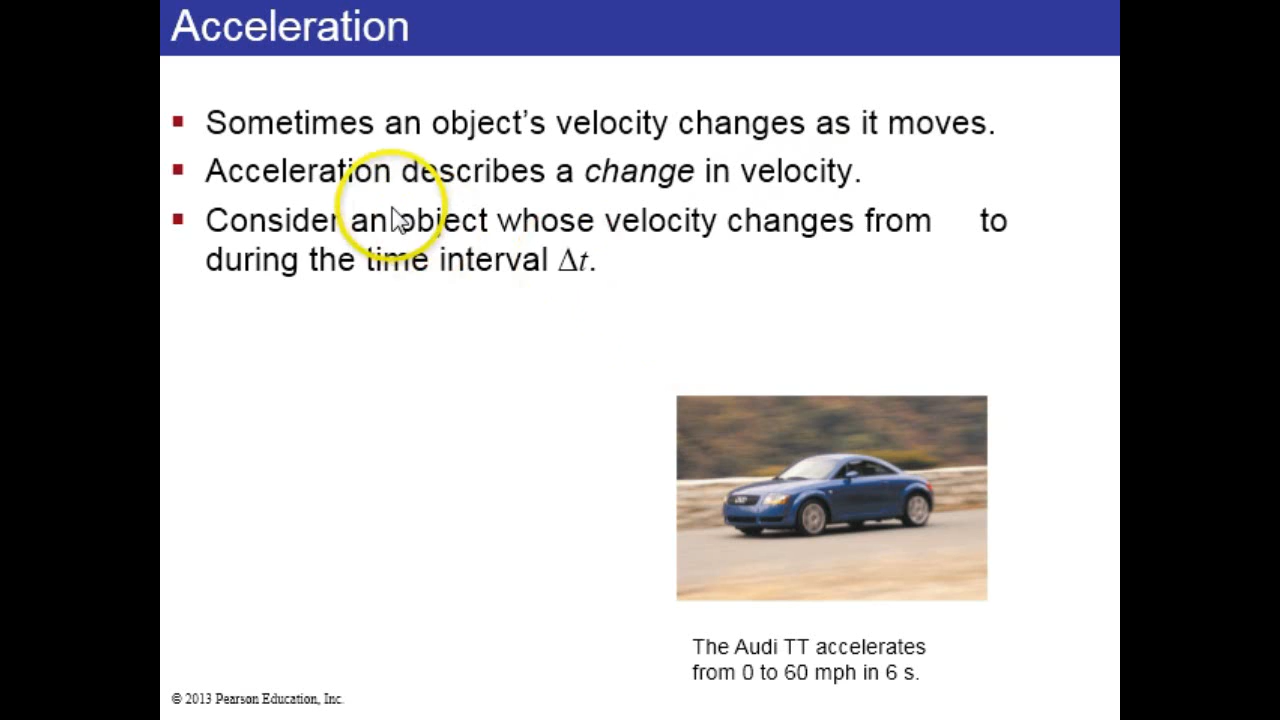 Acceleration
Sometimes an object's velocity changes as it moves.
Acceleration describes a change in velocity.
Consider an object whose velocity changes from to
during the time interval Δt.
The Audi TT accelerates
from 0 to 60 mph in 6 s.
© 2013 Pearson Education, Inc.